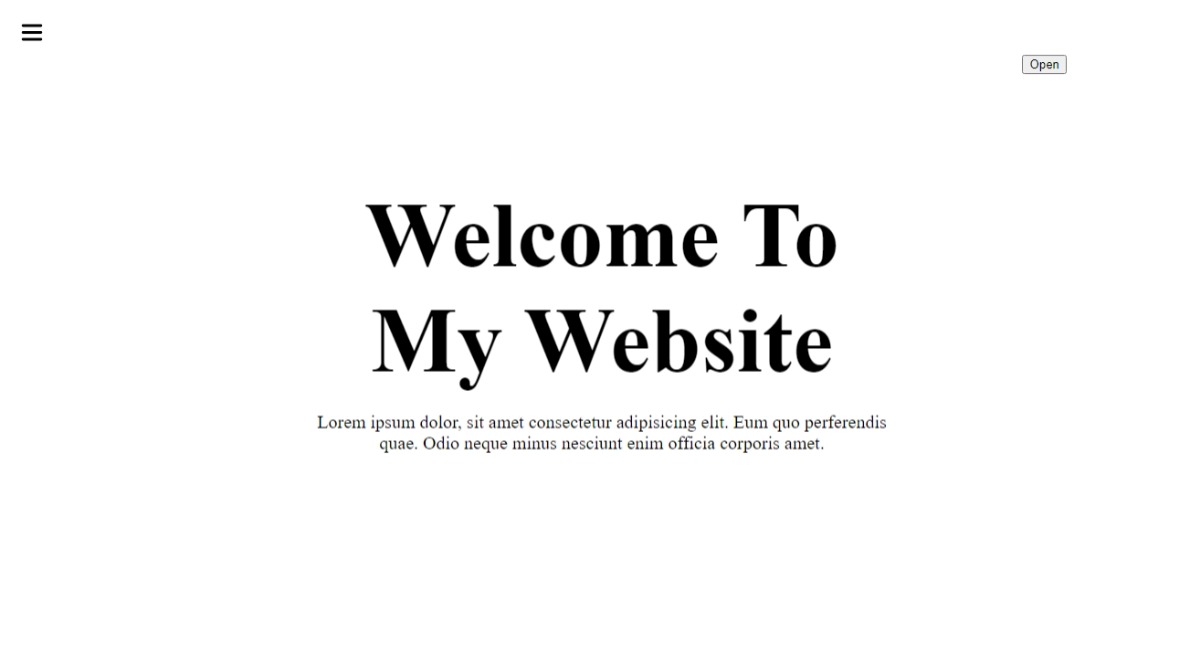 Open
Welcome To
My Website
Lorem ipsum dolor, sit amet consectetur adipisicing elit. Eum quo perferendis
quae. Odio neque minus nesciunt enim officia corporis amet.